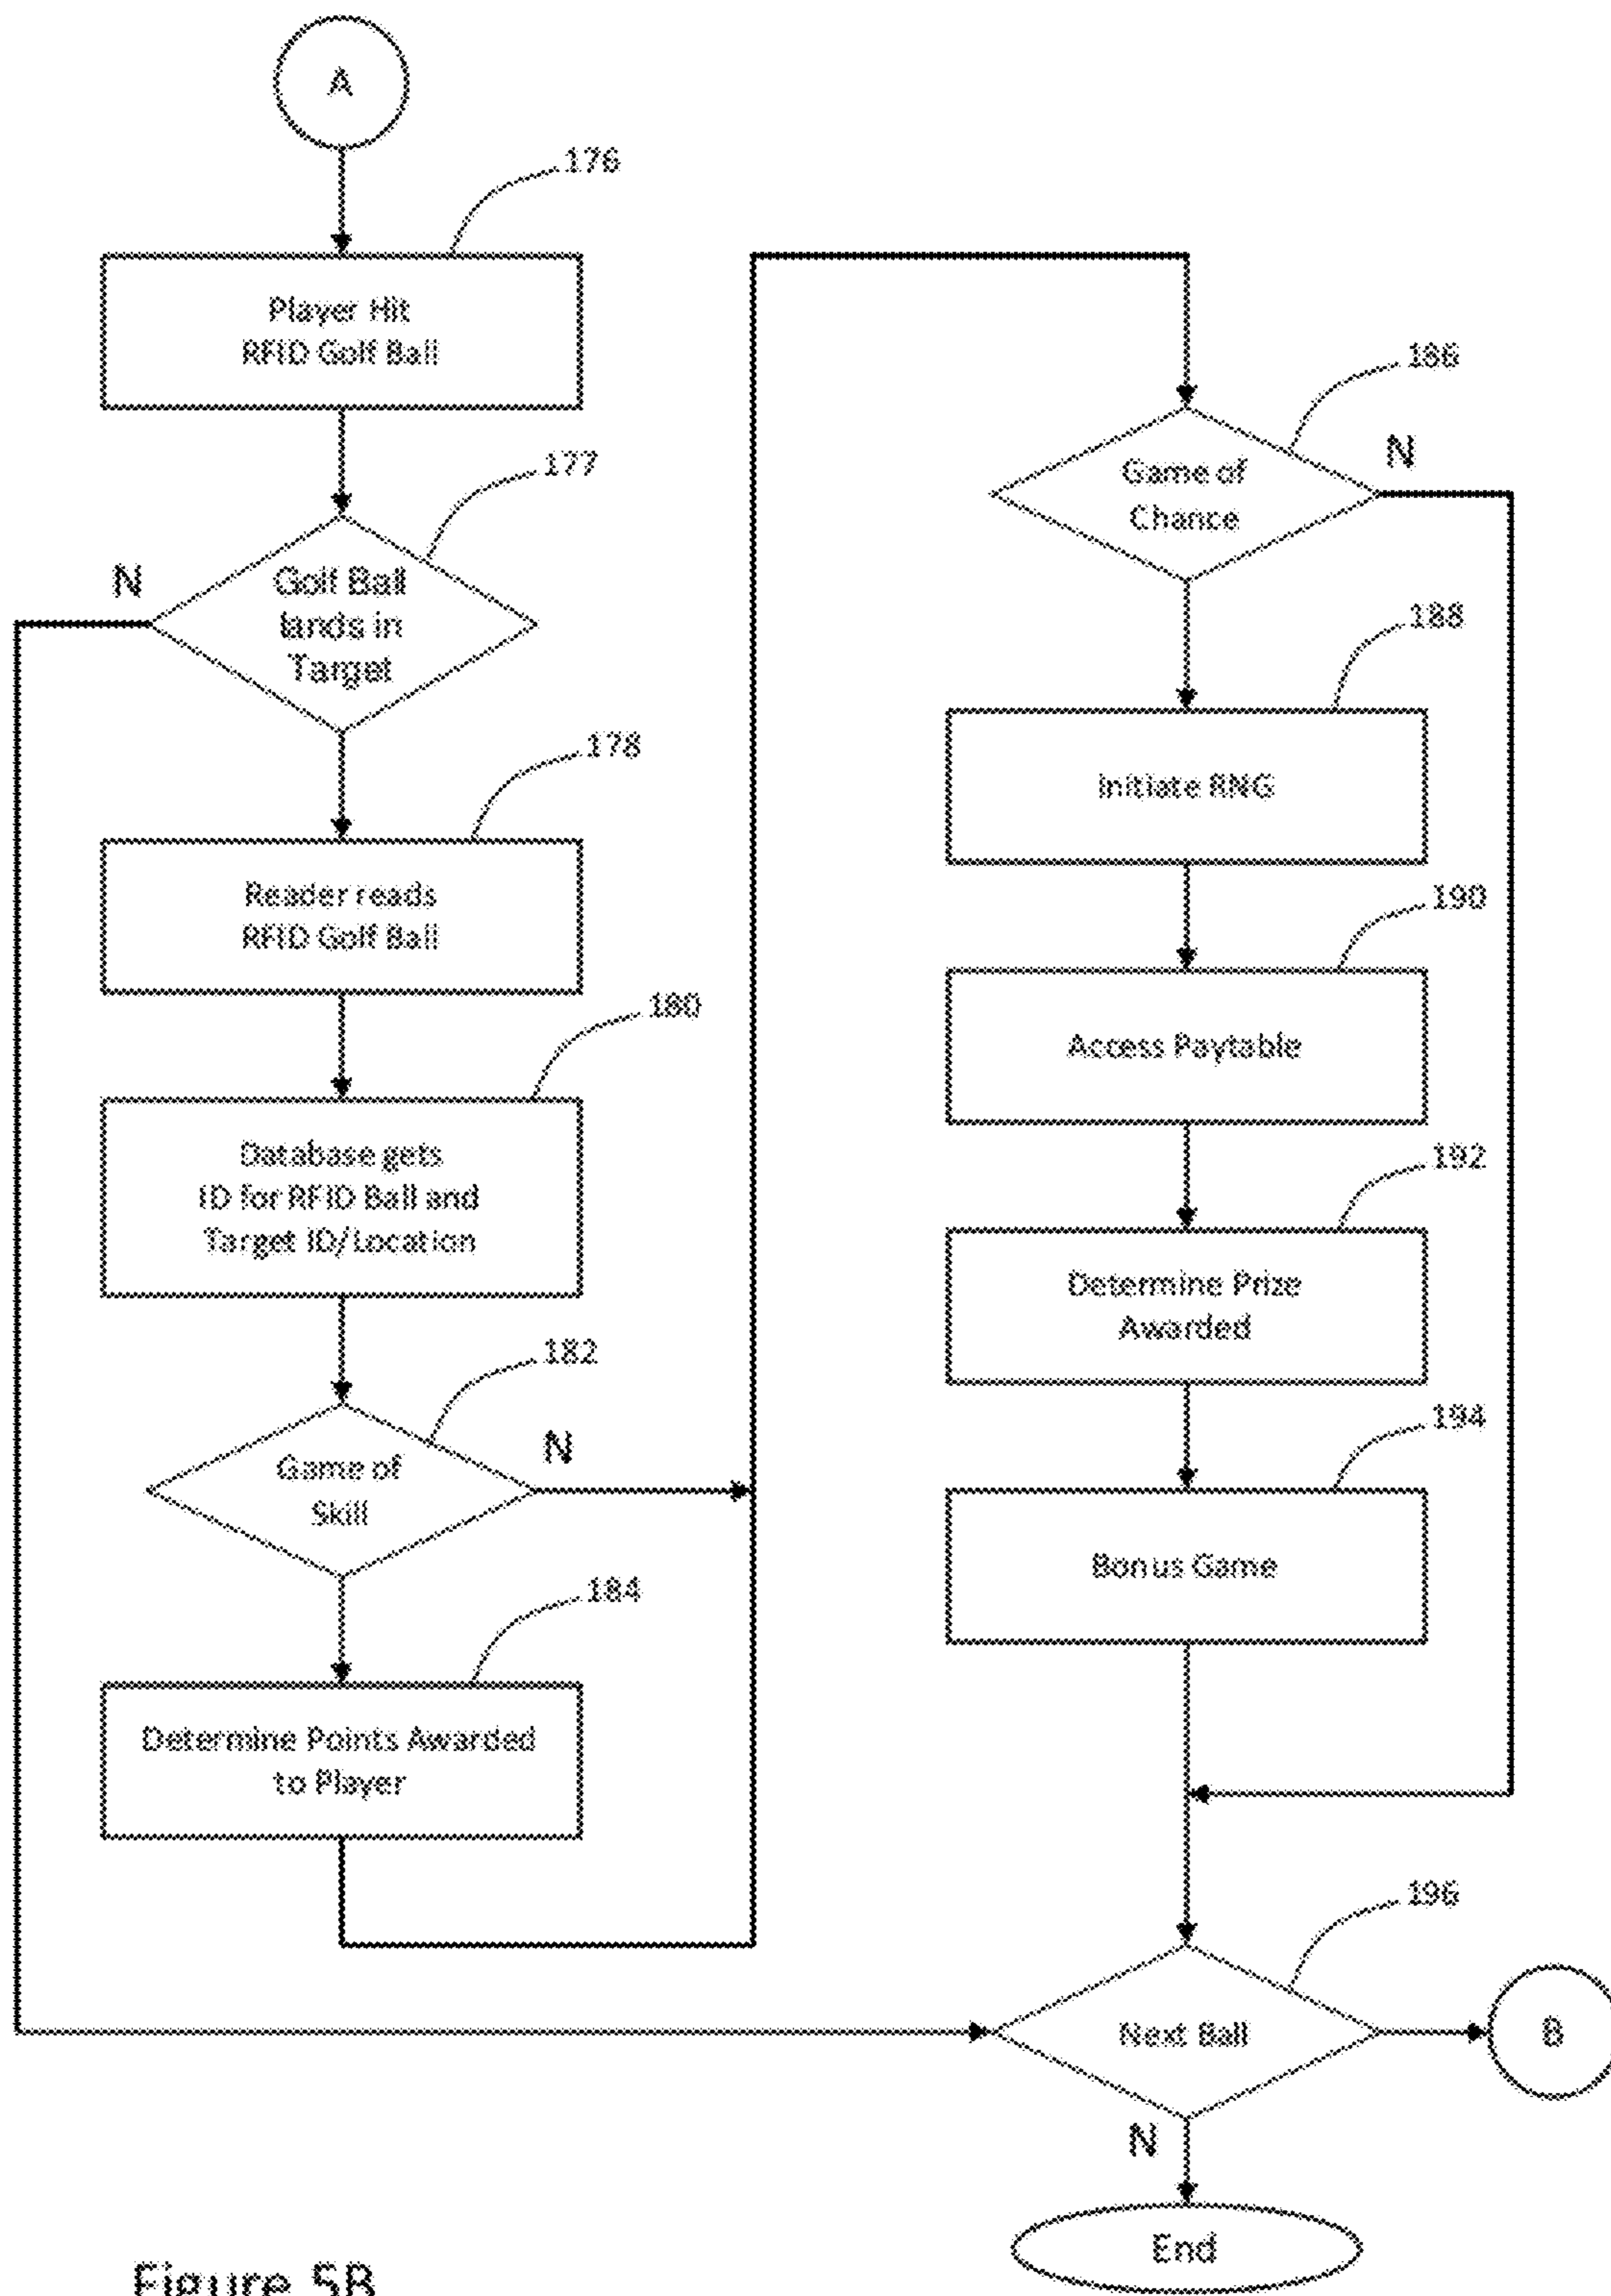 A
176
Player Hit
RFID Golf Ball
177
N
Golf Ball
lands in
Target
178
Reader reads
RFID Golf Ball
180
Database gets
ID for RFID Ball and
Target ID/Location
182
N
Game of
Skill
184
Determine Points Awarded
to Player
186
N
Game of
Chance
188
Initiate RNG
190
Access Paytable
192
Determine Prize
Awarded
194
Bonus Game
196
Next Ball
B
N
End
Figure 5B